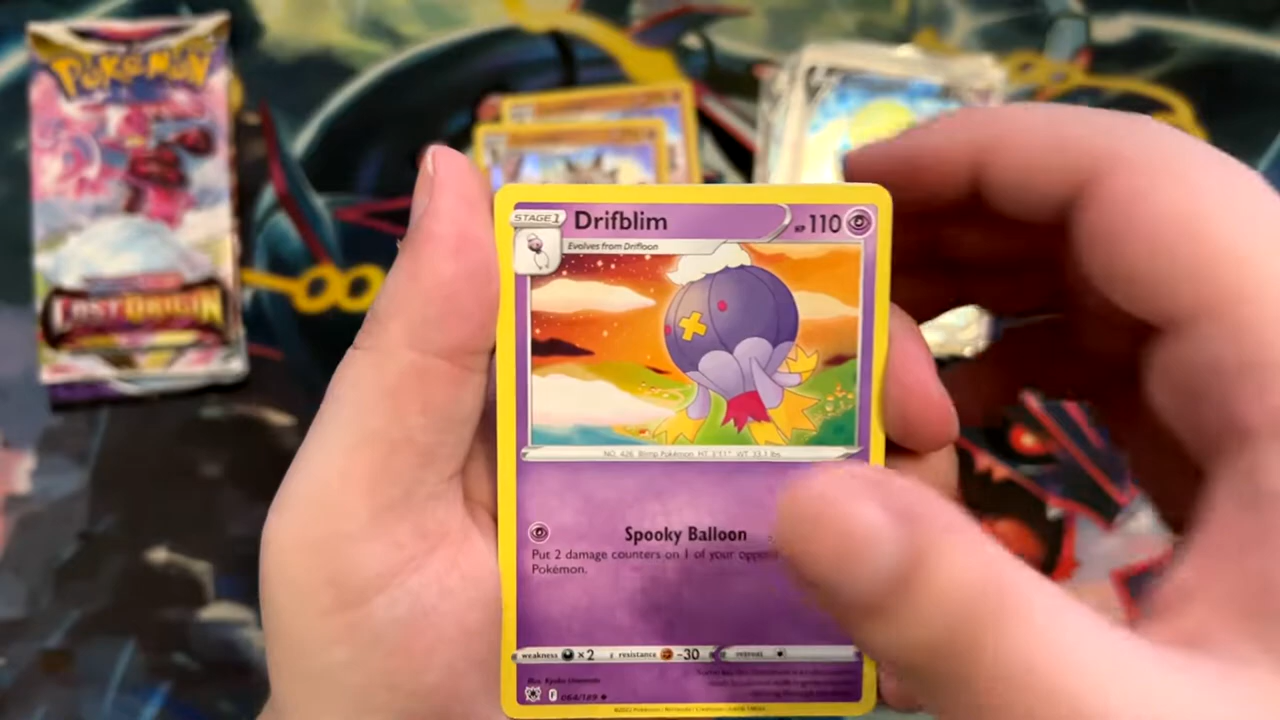 Pokémon
LOST ORIGIN
STAGE 1
Drifblim
HP 110
Evolves from Drifloon
NO. 426 Blimp Pokémon HT: 3'11" WT: 33.1 lbs.
Spooky Balloon
Put 2 damage counters on 1 of your
Pokémon.
weakness ×2 resistance -30 retreat
F 064/189